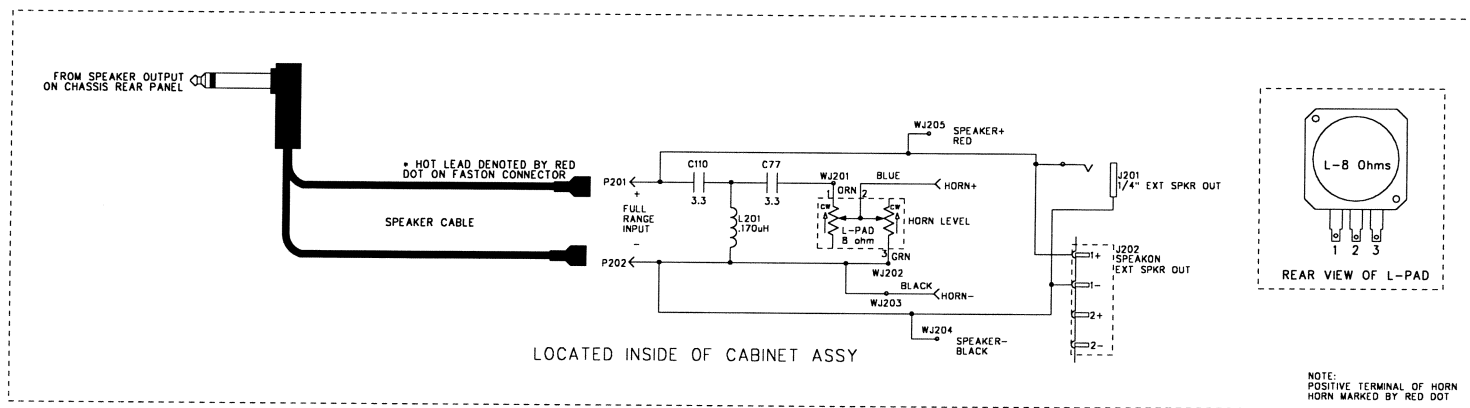 FROM SPEAKER OUTPUT
ON CHASSIS REAR PANEL
* HOT LEAD DENOTED BY RED
DOT ON FASTON CONNECTOR
SPEAKER CABLE
P201
+
FULL
RANGE
INPUT
-
P202
C110
3.3
C77
3.3
L201
.170uH
WJ201
1 ORN 2
BLUE
HORN+
CW
CW
L-PAD
8 ohm
HORN LEVEL
3 GRN
WJ202
BLACK
HORN-
WJ203
WJ205
SPEAKER+
RED
WJ204
SPEAKER-
BLACK
J201
1/4" EXT SPKR OUT
J202
SPEAKON
EXT SPKR OUT
1+
1-
2+
2-
LOCATED INSIDE OF CABINET ASSY
L-8 Ohms
1 2 3
REAR VIEW OF L-PAD
NOTE:
POSITIVE TERMINAL OF HORN
HORN MARKED BY RED DOT